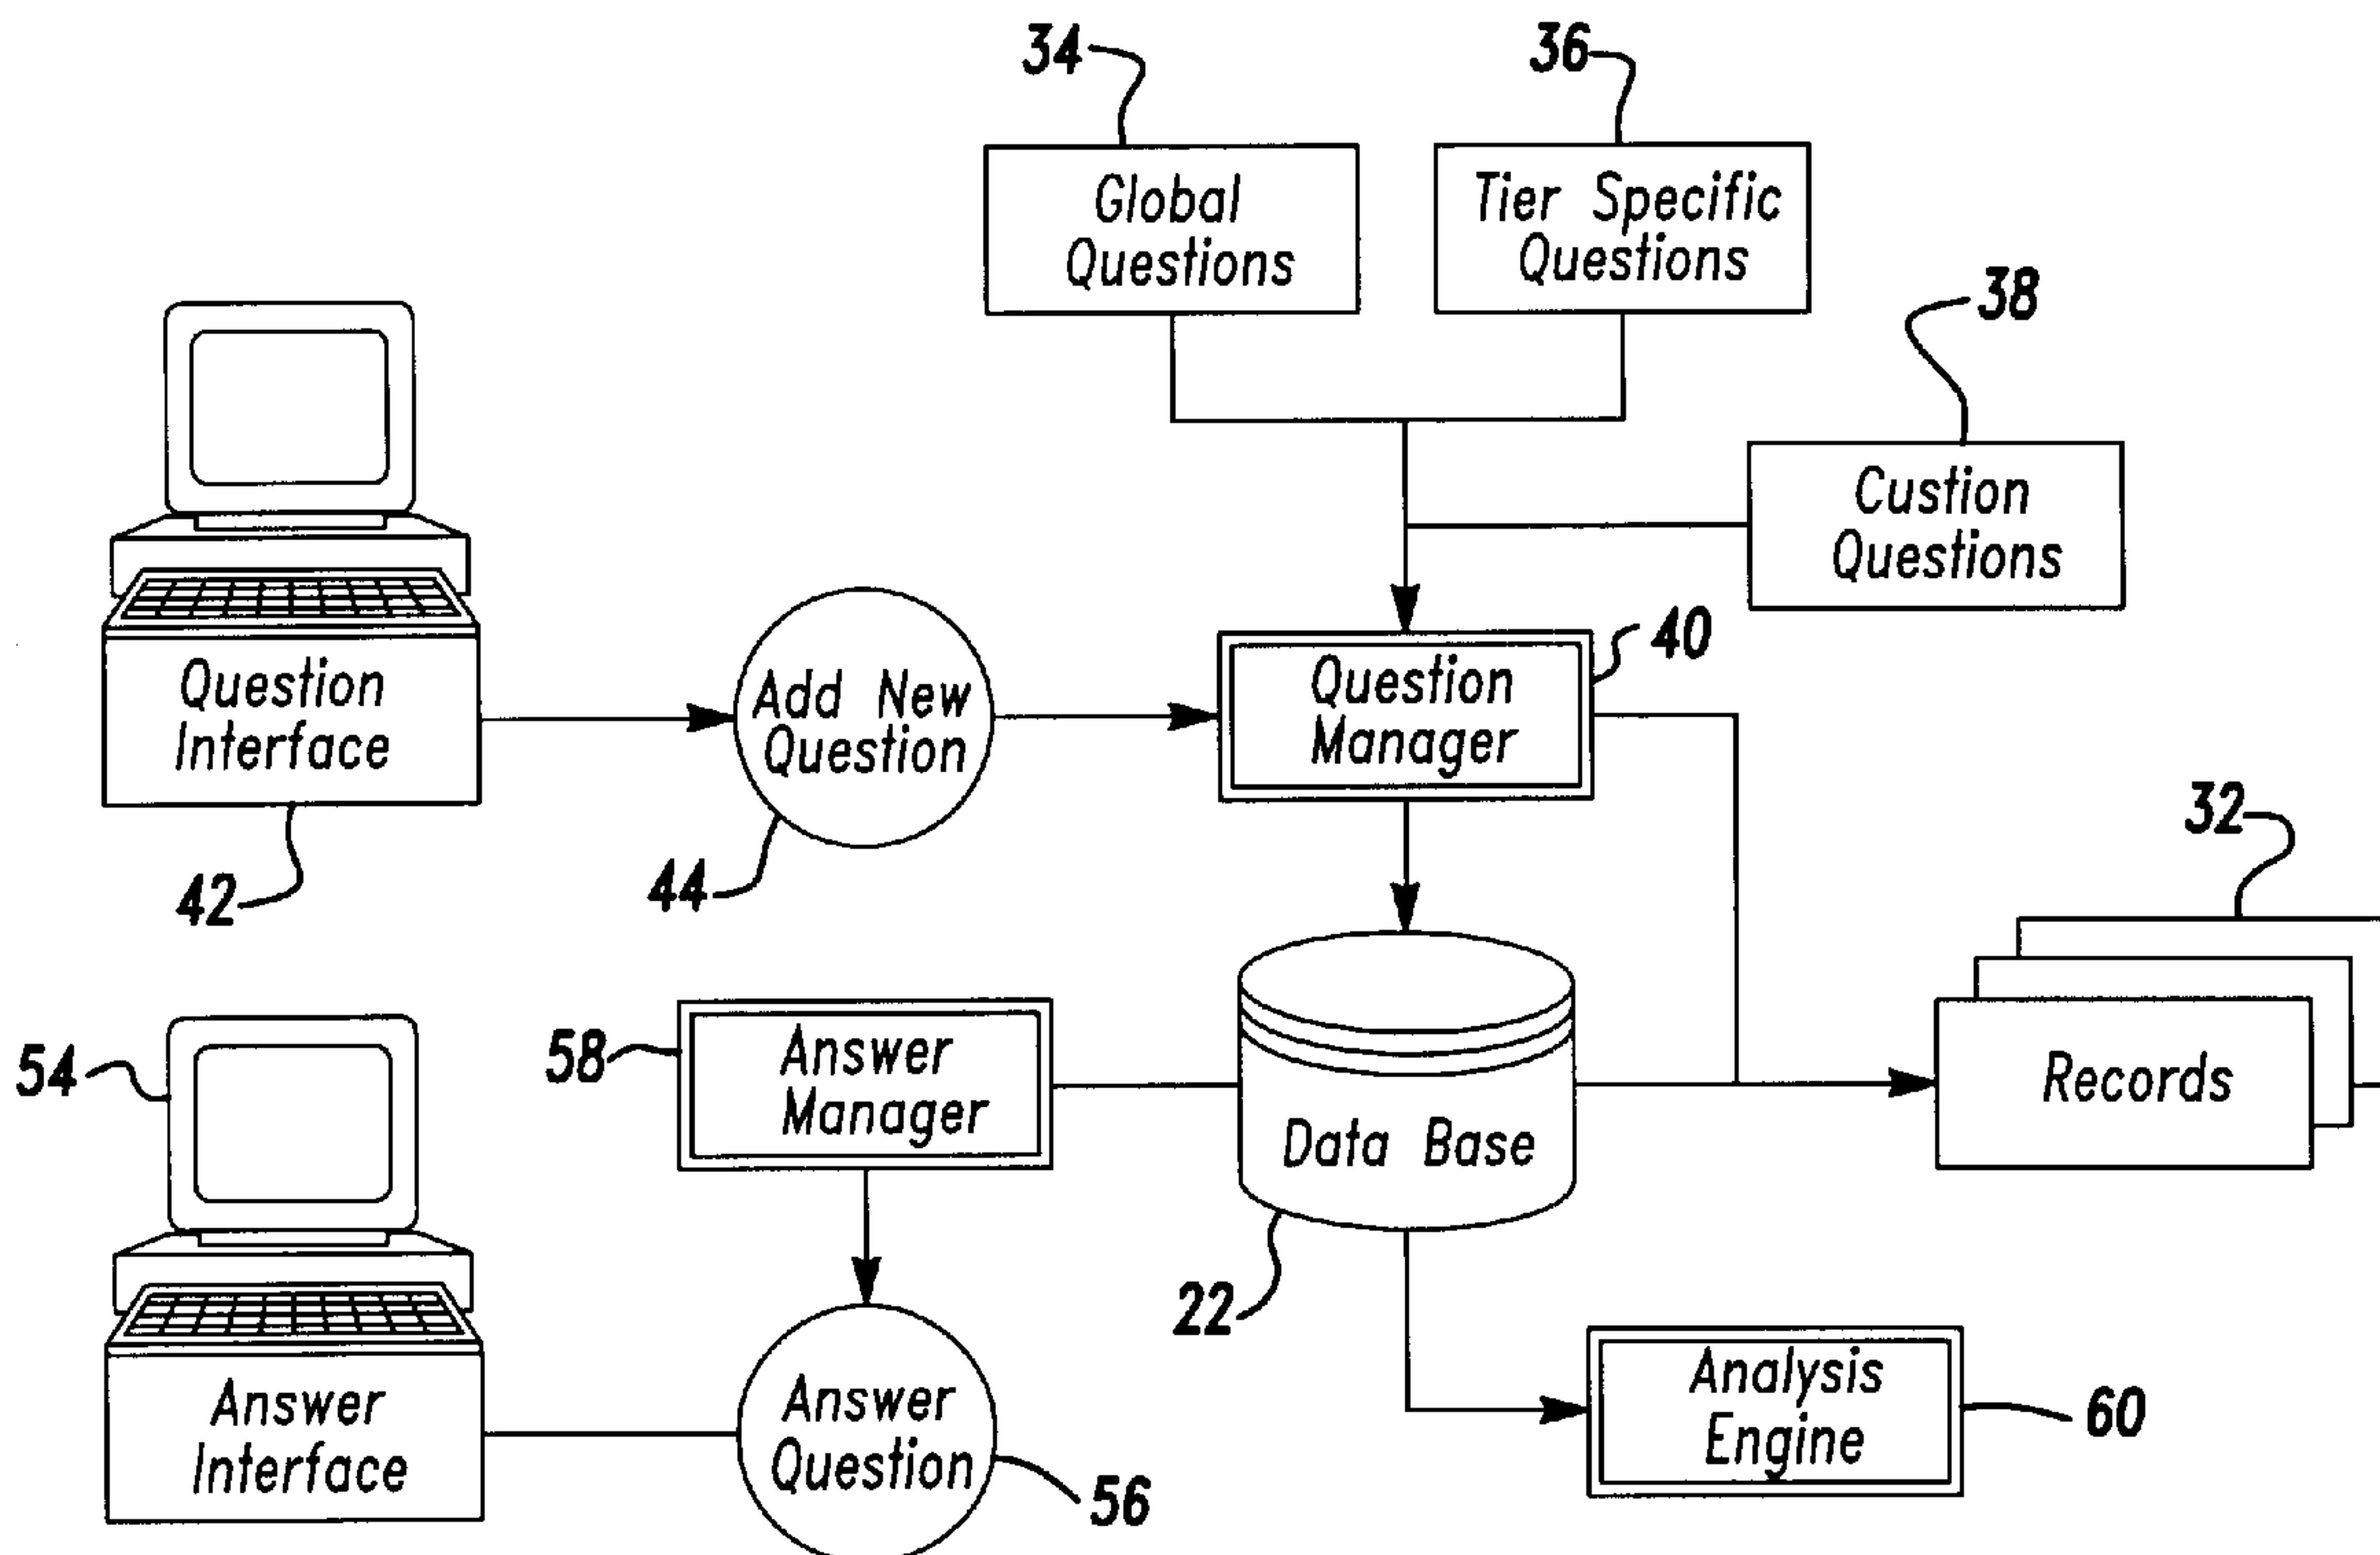 34
36
Global
Questions
Tier Specific
Questions
38
Custion
Questions
40
Question
Manager
Add New
Question
Question
Interface
42
44
32
54
58
Answer
Manager
Data Base
Records
22
Answer
Interface
Answer
Question
56
Analysis
Engine
60